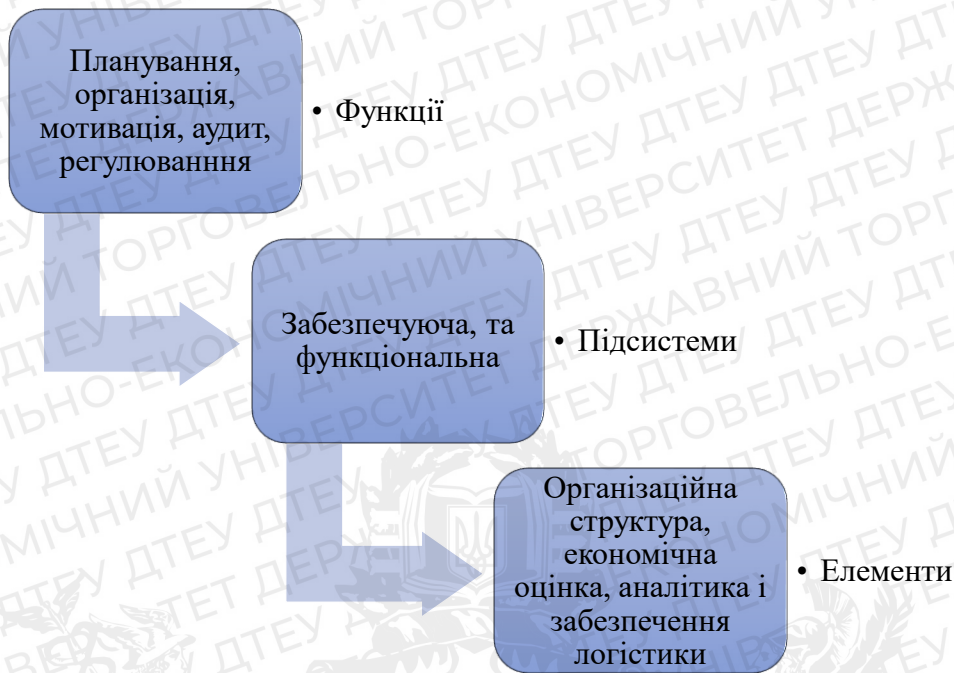 Планування,
організація,
мотивація, аудит,
регулюванння
• Функції
Забезпечуюча, та
функціональна
• Підсистеми
Організаційна
структура,
економічна
оцінка, аналітика і
забезпечення
логістики
• Елементи